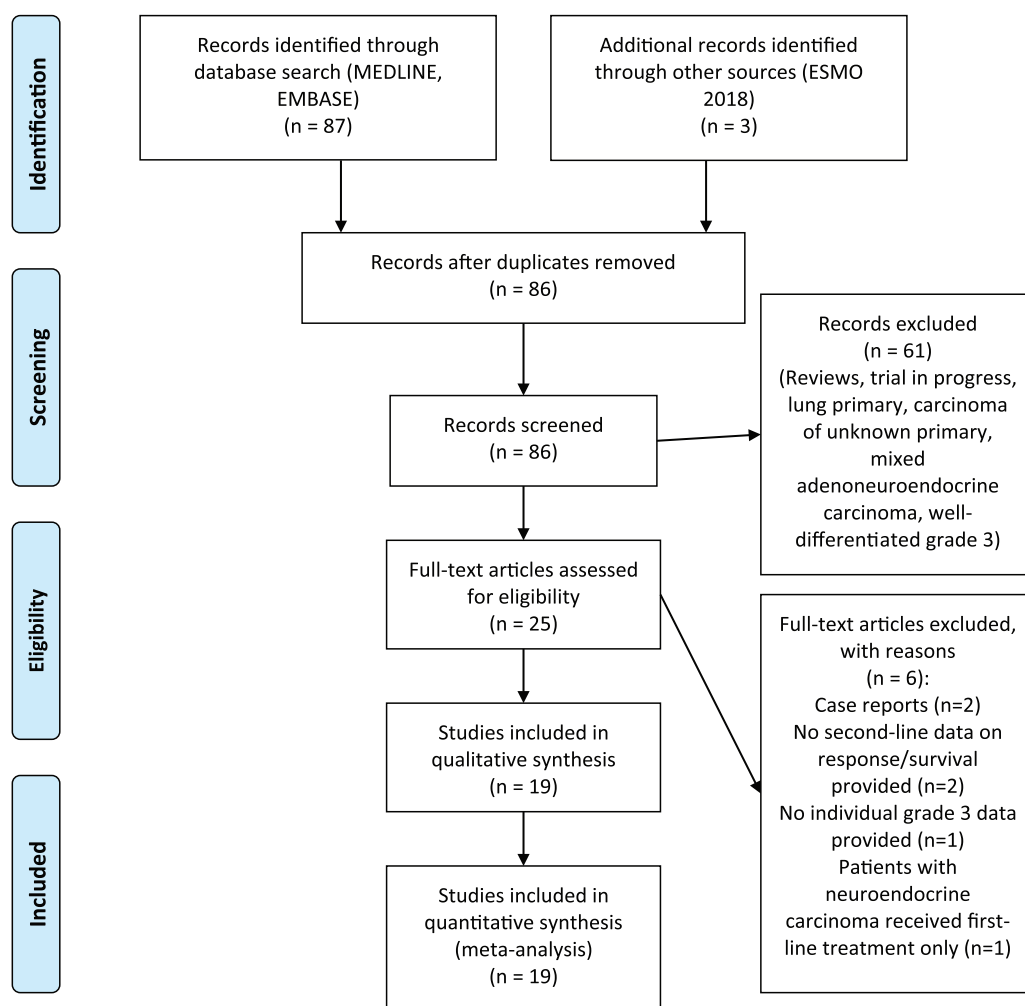 Identification
Records identified through
database search (MEDLINE,
EMBASE)
(n = 87)
Additional records identified
through other sources (ESMO
2018)
(n = 3)
Records after duplicates removed
(n = 86)
Screening
Records screened
(n = 86)
Records excluded
(n = 61)
(Reviews, trial in progress,
lung primary, carcinoma
of unknown primary,
mixed
adenoneuroendocrine
carcinoma, well-
differentiated grade 3)
Eligibility
Full-text articles assessed
for eligibility
(n = 25)
Full-text articles excluded,
with reasons
(n = 6):
Case reports (n=2)
No second-line data on
response/survival
provided (n=2)
No individual grade 3 data
provided (n=1)
Patients with
neuroendocrine
carcinoma received first-
line treatment only (n=1)
Studies included in
qualitative synthesis
(n = 19)
Included
Studies included in
quantitative synthesis
(meta-analysis)
(n = 19)